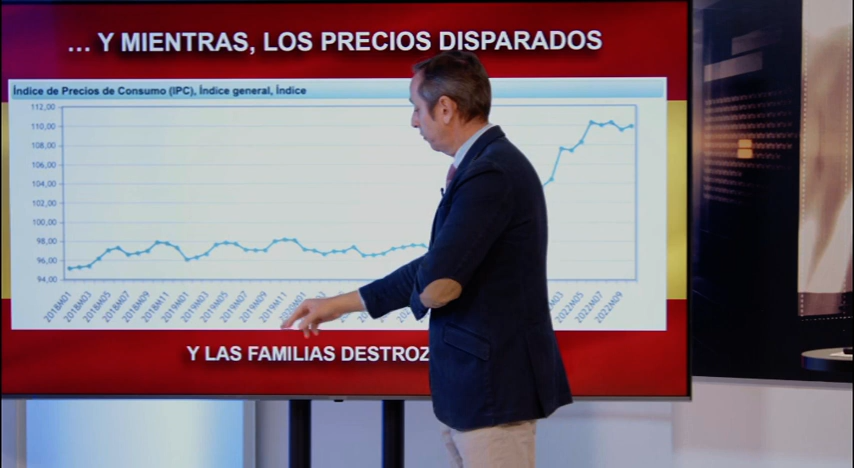 ... Y MIENTRAS, LOS PRECIOS DISPARADOS
Índice de Precios de Consumo (IPC), Índice general, Índice
112,00
110,00
108,00
106,00
104,00
102,00
100,00
98,00
96,00
94,00
2018M01
2018M03
2018M05
2018M07
2018M09
2018M11
2019M01
2019M03
2019M05
2019M07
2019M09
2019M11
2020M01
2022M03
2022M05
2022M07
2022M09
Y LAS FAMILIAS DESTROZ